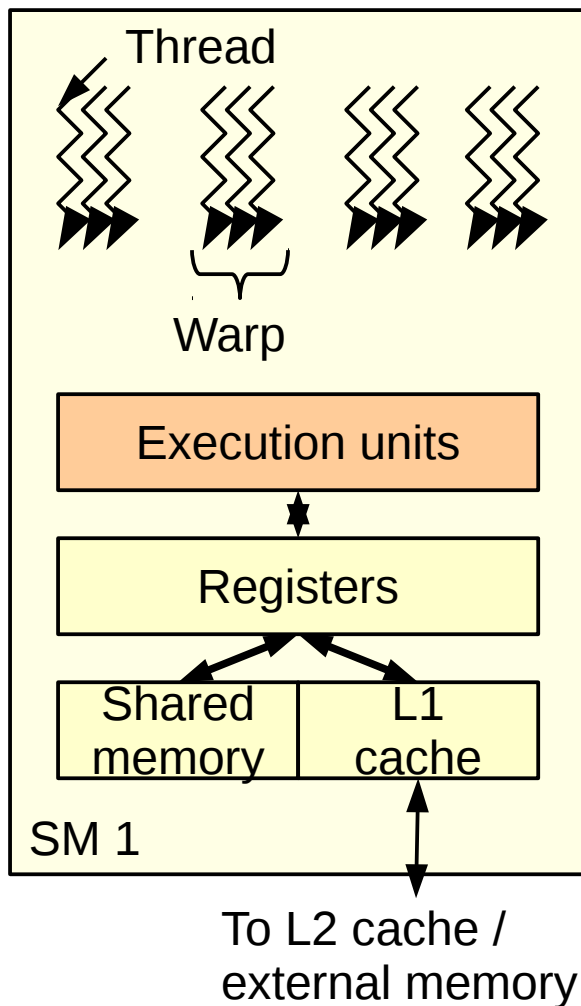 Thread
Warp
Execution units
Registers
Shared
memory
L1
cache
SM 1
To L2 cache /
external memory